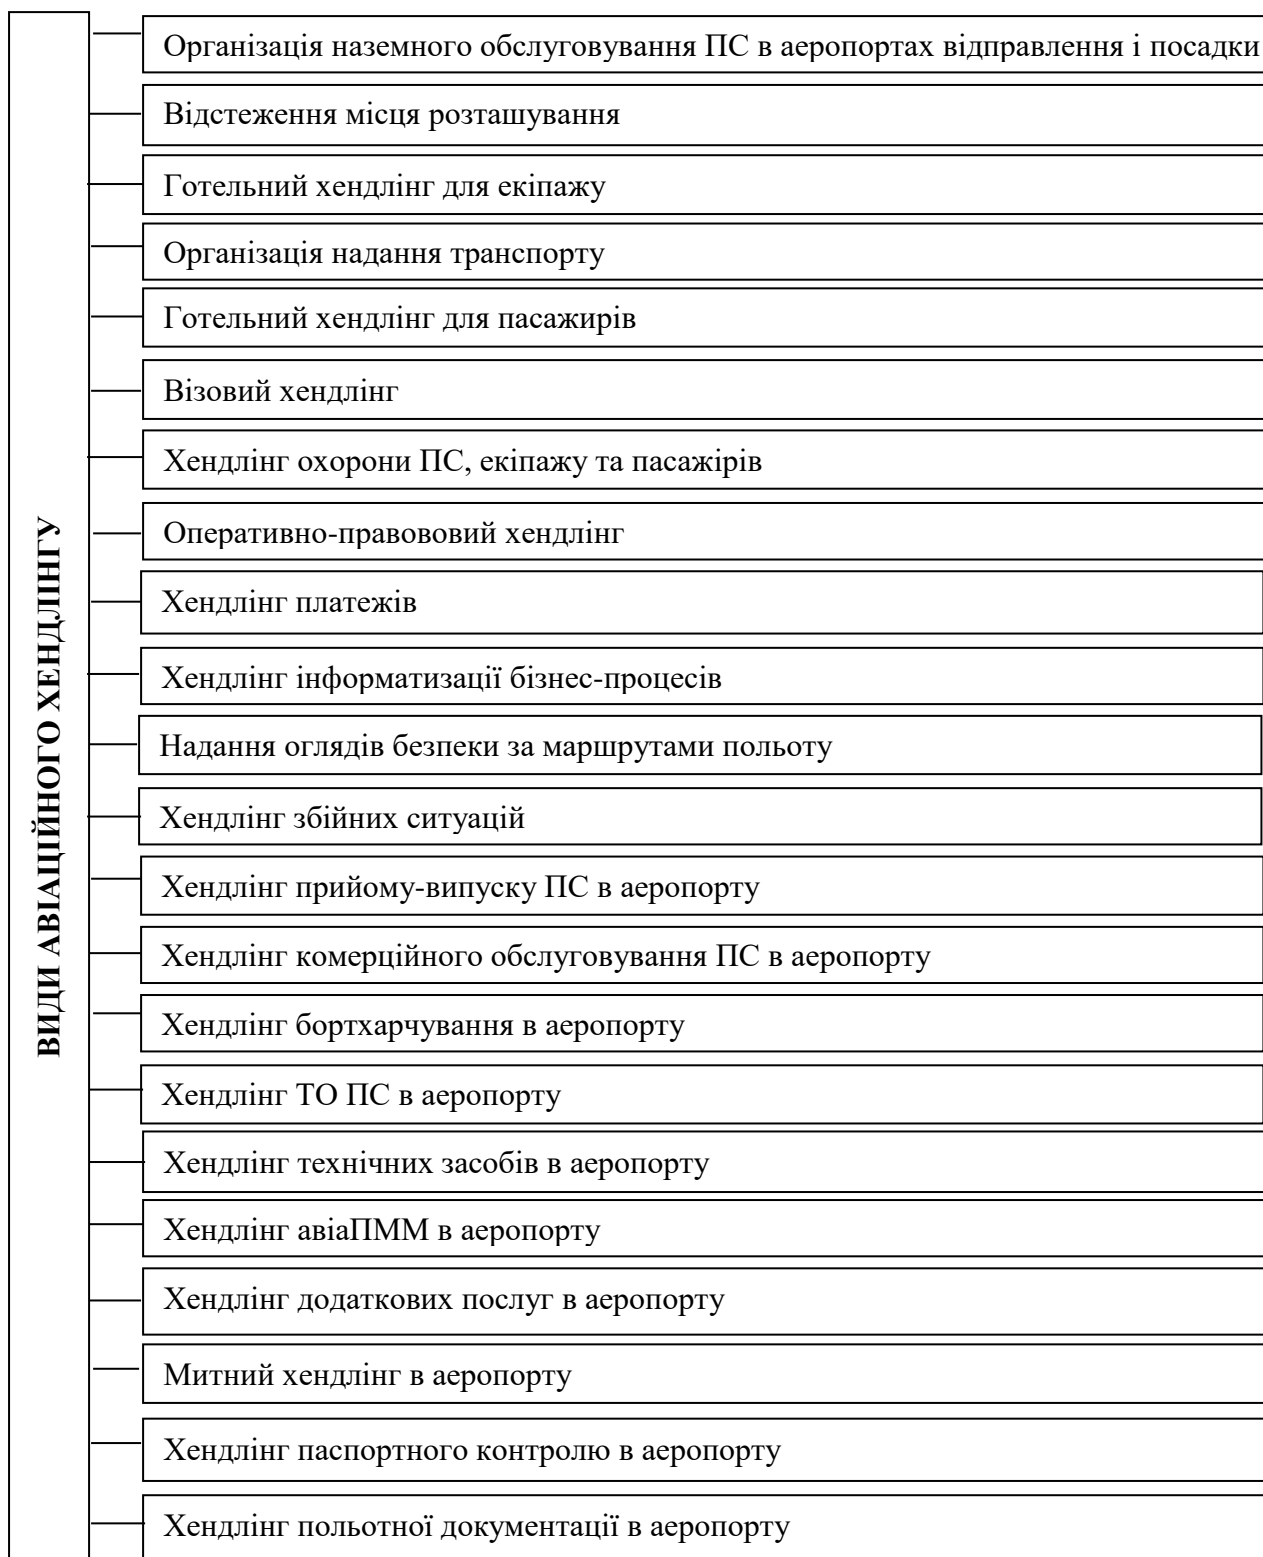 ВИДИ АВІАЦІЙНОГО ХЕНДЛІНГУ
Організація наземного обслуговування ПС в аеропортах відправлення і посадки
Відстеження місця розташування
Готельний хендлінг для екіпажу
Організація надання транспорту
Готельний хендлінг для пасажирів
Візовий хендлінг
Хендлінг охорони ПС, екіпажу та пасажірів
Оперативно-правововий хендлінг
Хендлінг платежів
Хендлінг інформатизації бізнес-процесів
Надання оглядів безпеки за маршрутами польоту
Хендлінг збійних ситуацій
Хендлінг прийому-випуску ПС в аеропорту
Хендлінг комерційного обслуговування ПС в аеропорту
Хендлінг бортхарчування в аеропорту
Хендлінг ТО ПС в аеропорту
Хендлінг технічних засобів в аеропорту
Хендлінг авіаПММ в аеропорту
Хендлінг додаткових послуг в аеропорту
Митний хендлінг в аеропорту
Хендлінг паспортного контролю в аеропорту
Хендлінг польотної документації в аеропорту